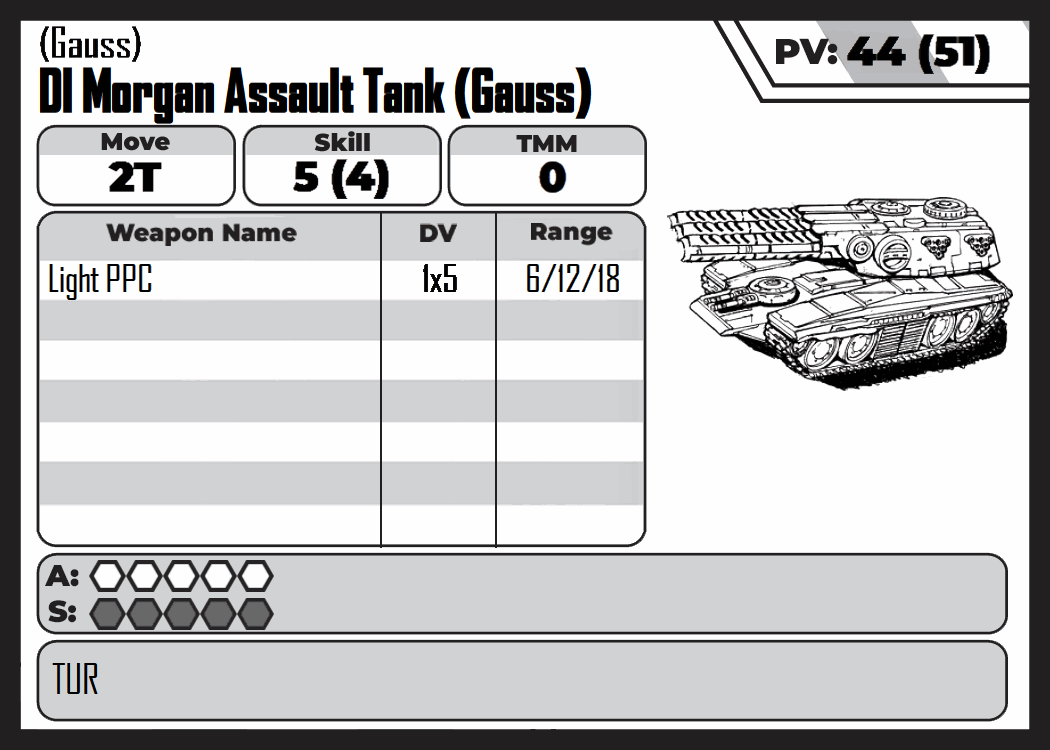 (Gauss)
DI Morgan Assault Tank (Gauss)
PV: 44 (51)
Move
2T
Skill
5 (4)
TMM
0
Weapon Name DV Range
Light PPC 1x5 6/12/18
A:
S:
TUR